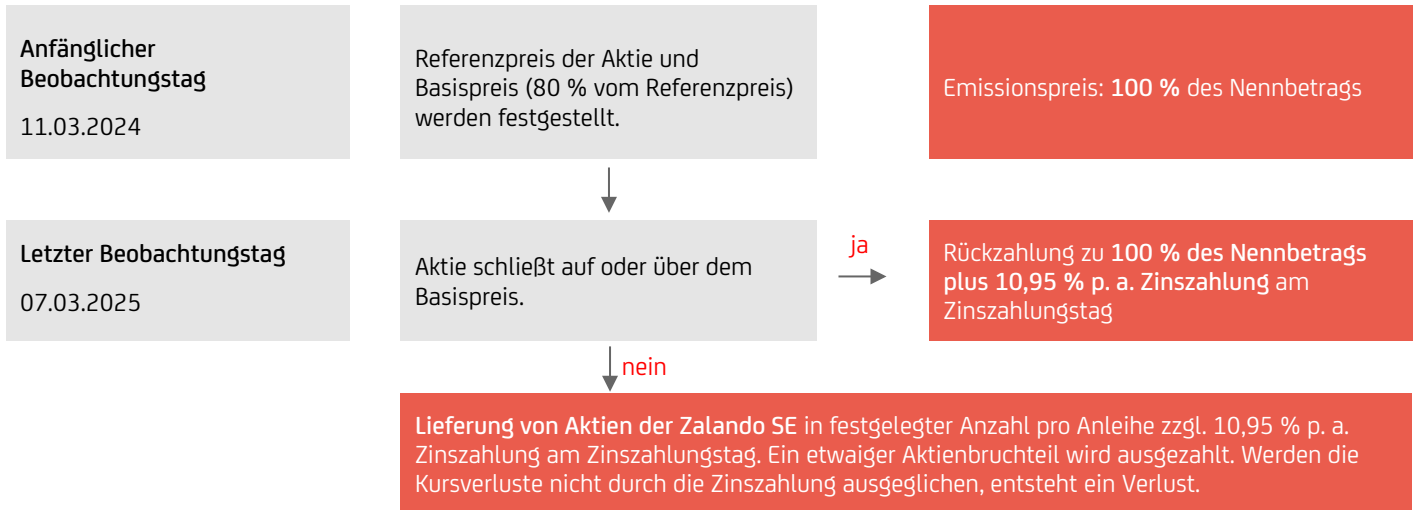 Anfänglicher
Beobachtungstag
11.03.2024
Referenzpreis der Aktie und
Basispreis (80 % vom Referenzpreis)
werden festgestellt.
Emissionspreis: 100 % des Nennbetrags
Letzter Beobachtungstag
07.03.2025
Aktie schließt auf oder über dem
Basispreis.
ja
Rückzahlung zu 100 % des Nennbetrags
plus 10,95 % p. a. Zinszahlung am
Zinszahlungstag
nein
Lieferung von Aktien der Zalando SE in festgelegter Anzahl pro Anleihe zzgl. 10,95 % p. a.
Zinszahlung am Zinszahlungstag. Ein etwaiger Aktienbruchteil wird ausgezahlt. Werden die
Kursverluste nicht durch die Zinszahlung ausgeglichen, entsteht ein Verlust.